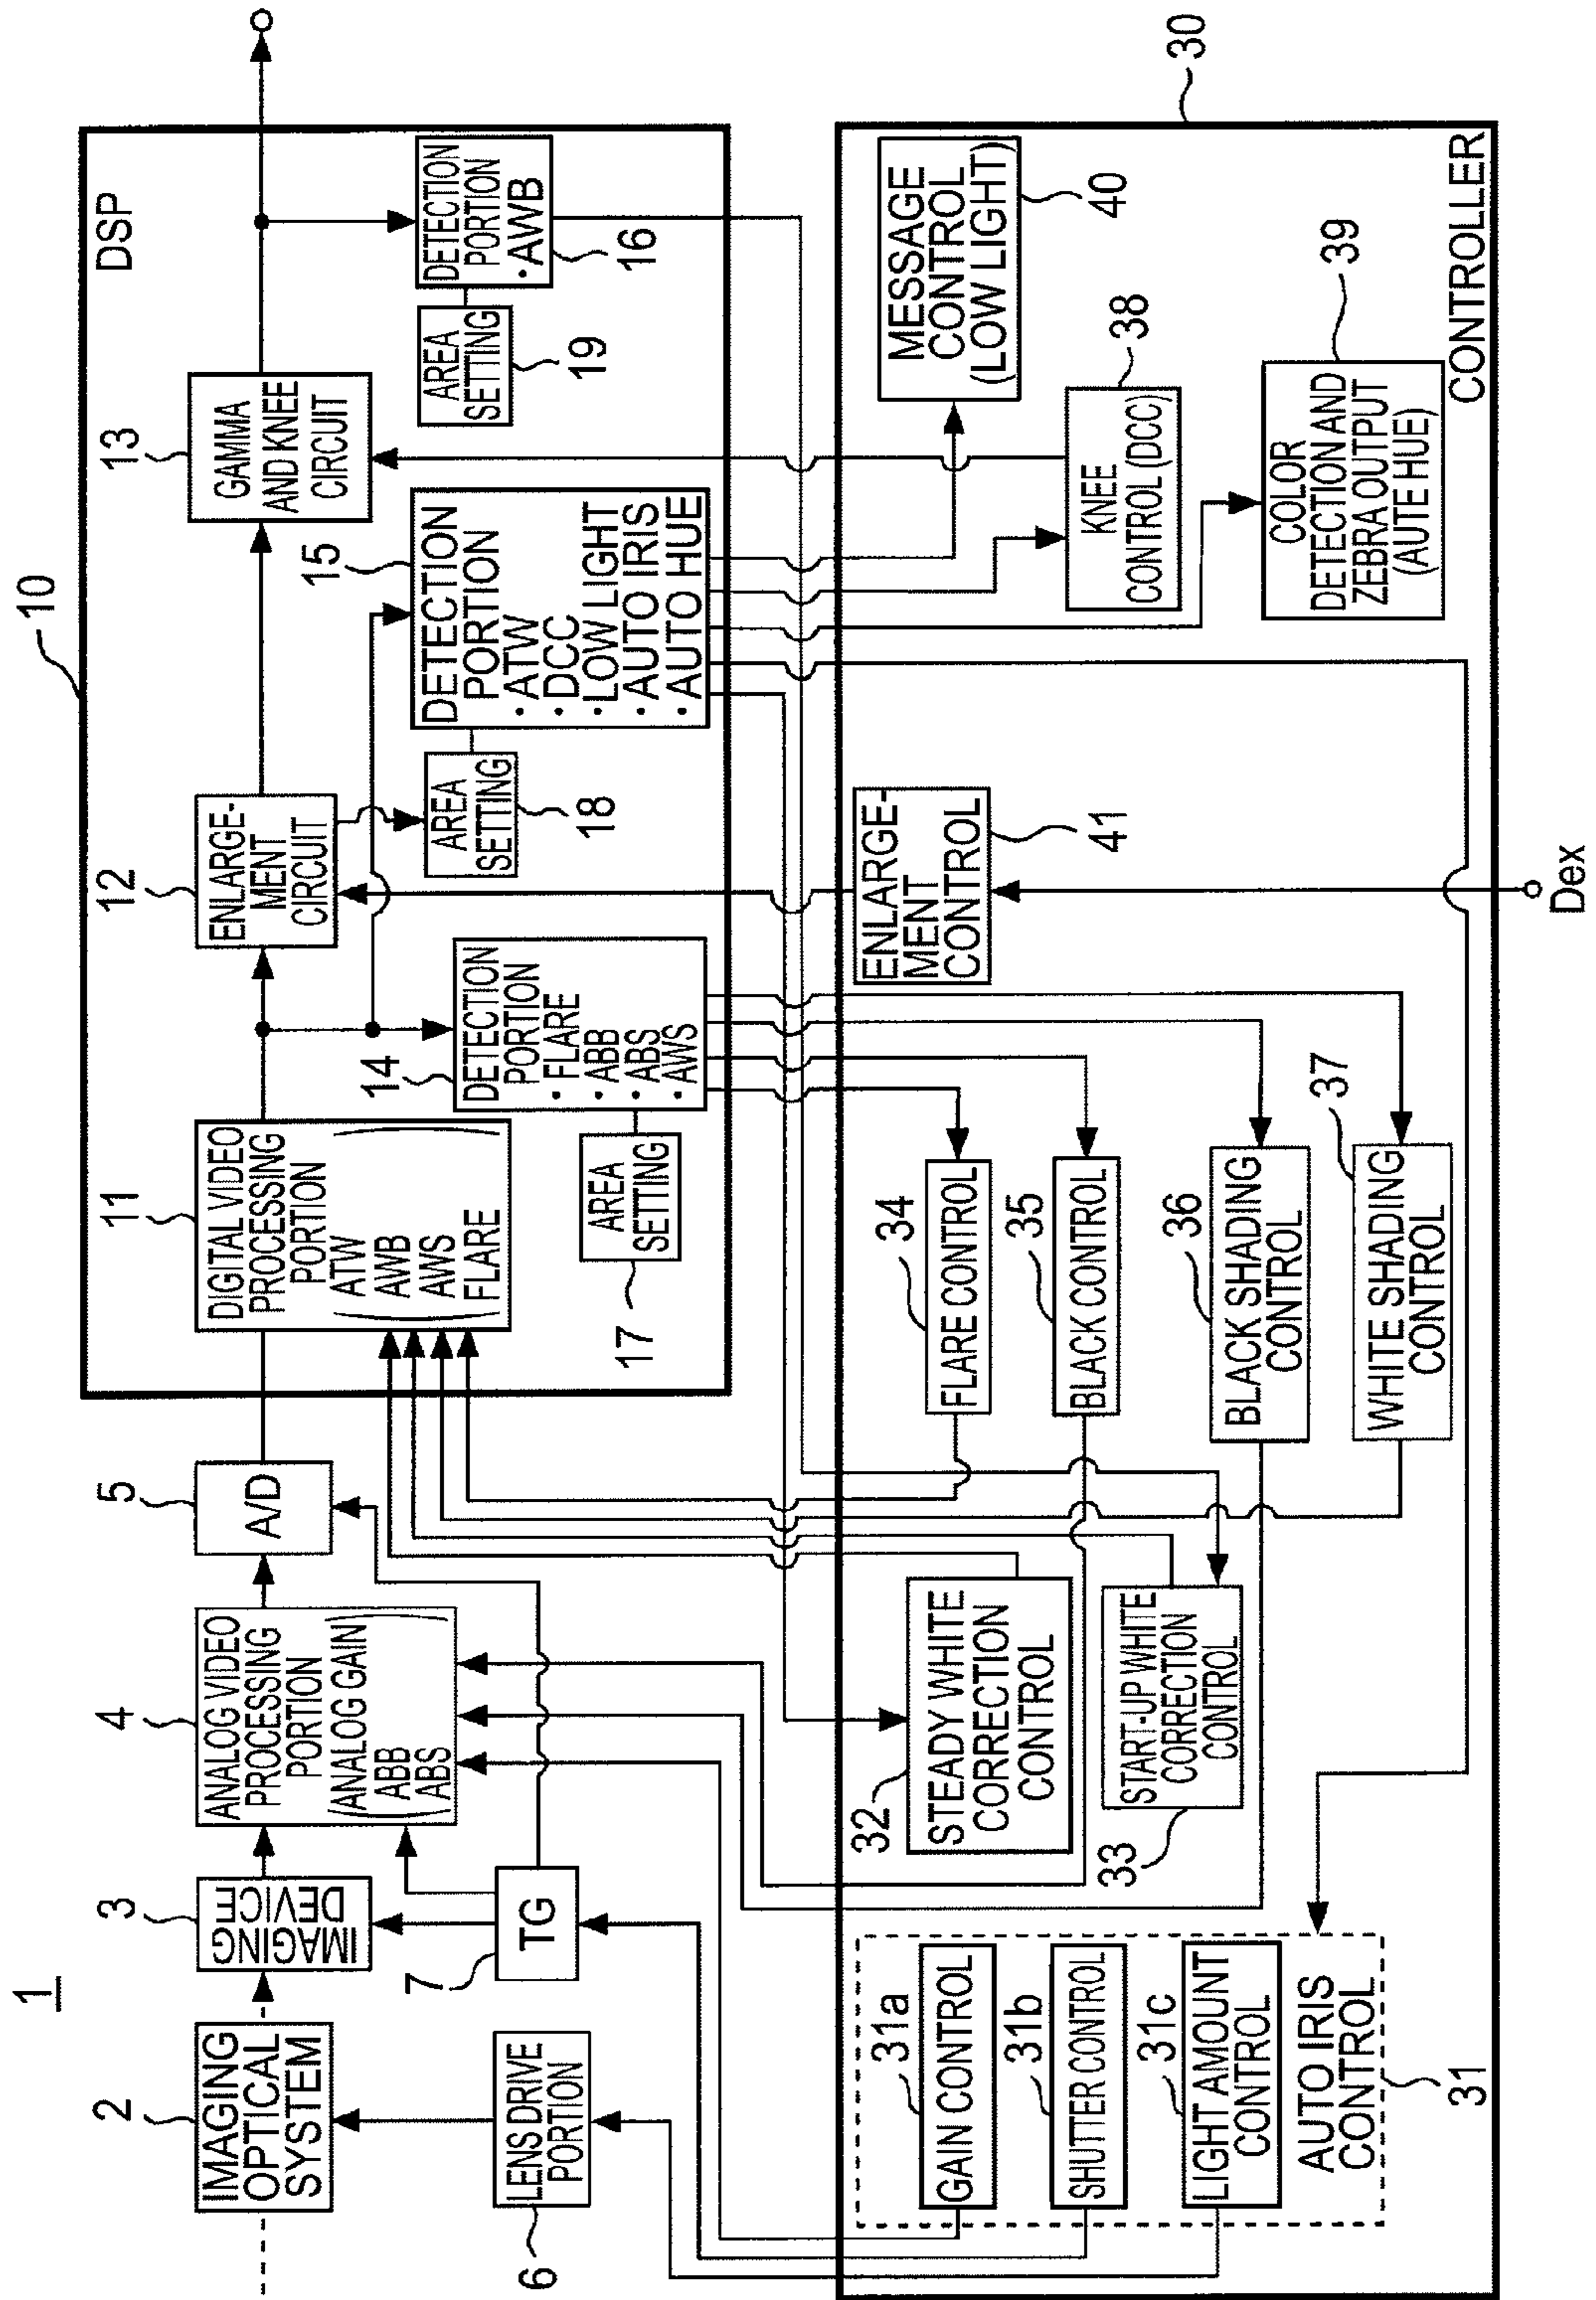 1
10
2
IMAGING
OPTICAL
SYSTEM
3
IMAGING
DEVICE
4
ANALOG VIDEO
PROCESSING
PORTION
(ANALOG GAIN
ABB
ABS)
5
A/D
6
LENS DRIVE
PORTION
7
TG
DSP
11
DIGITAL VIDEO
PROCESSING
PORTION
(ATW
AWB
AWS
FLARE)
12
ENLARGE-
MENT
CIRCUIT
13
GAMMA
AND KNEE
CIRCUIT
14
DETECTION
PORTION
・FLARE
・ABB
・ABS
・AWS
17
AREA
SETTING
15
DETECTION
PORTION
・ATW
・DCC
・LOW LIGHT
・AUTO IRIS
・AUTO HUE
18
AREA
SETTING
DETECTION
PORTION
・AWB
16
AREA
SETTING
19
30
CONTROLLER
31a
GAIN CONTROL
31b
SHUTTER CONTROL
31c
LIGHT AMOUNT
CONTROL
AUTO IRIS
CONTROL
31
32
STEADY WHITE
CORRECTION
CONTROL
START-UP WHITE
CORRECTION
CONTROL
33
34
FLARE CONTROL
35
BLACK CONTROL
36
BLACK SHADING
CONTROL
37
WHITE SHADING
CONTROL
ENLARGE-
MENT
CONTROL
41
Dex
MESSAGE
CONTROL
(LOW LIGHT)
40
KNEE
CONTROL (DCC)
38
COLOR
DETECTION AND
ZEBRA OUTPUT
(AUTE HUE)
39